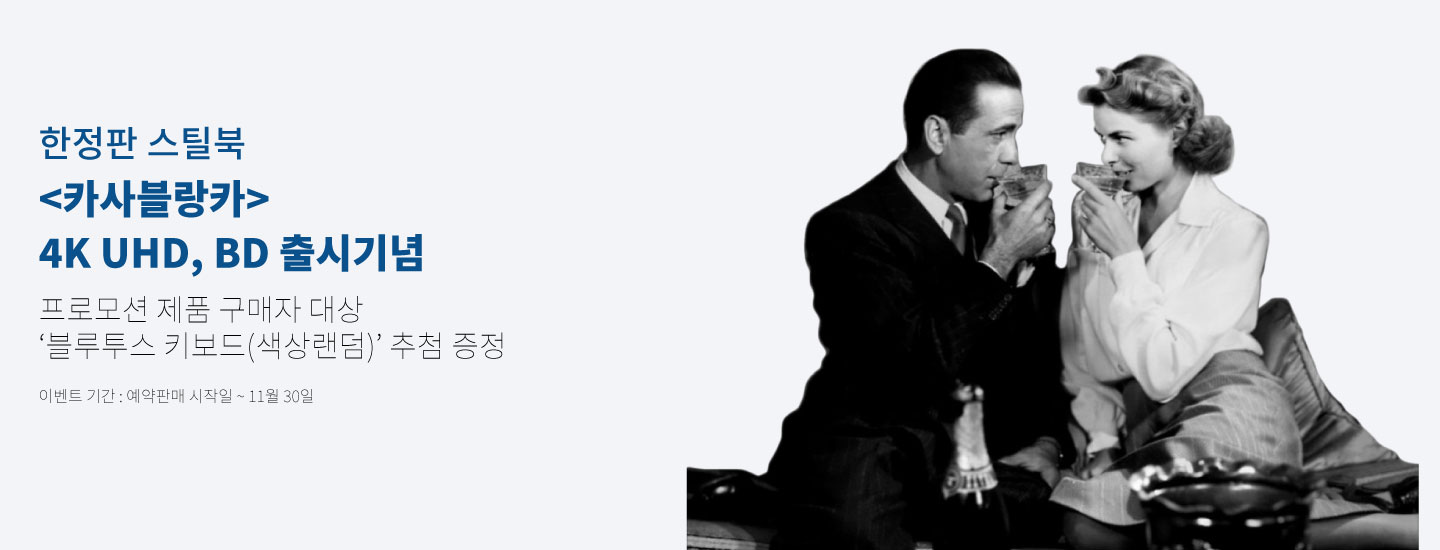 한정판 스틸북
<카사블랑카>
4K UHD, BD 출시기념
프로모션 제품 구매자 대상
‘블루투스 키보드(색상랜덤)’ 추첨 증정
이벤트 기간 : 예약판매 시작일 ~ 11월 30일